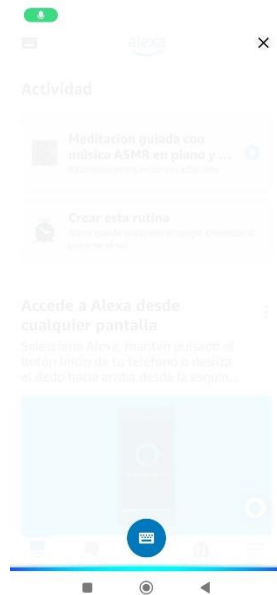 alexa
Actividad
Meditación guiada con
música ASMR en piano y ...
Crear esta rutina
Accede a Alexa desde
cualquier pantalla
Selecciona Alexa, mantén pulsado el
botón Inicio de tu teléfono o desliza
el dedo hacia arriba desde la esquin...